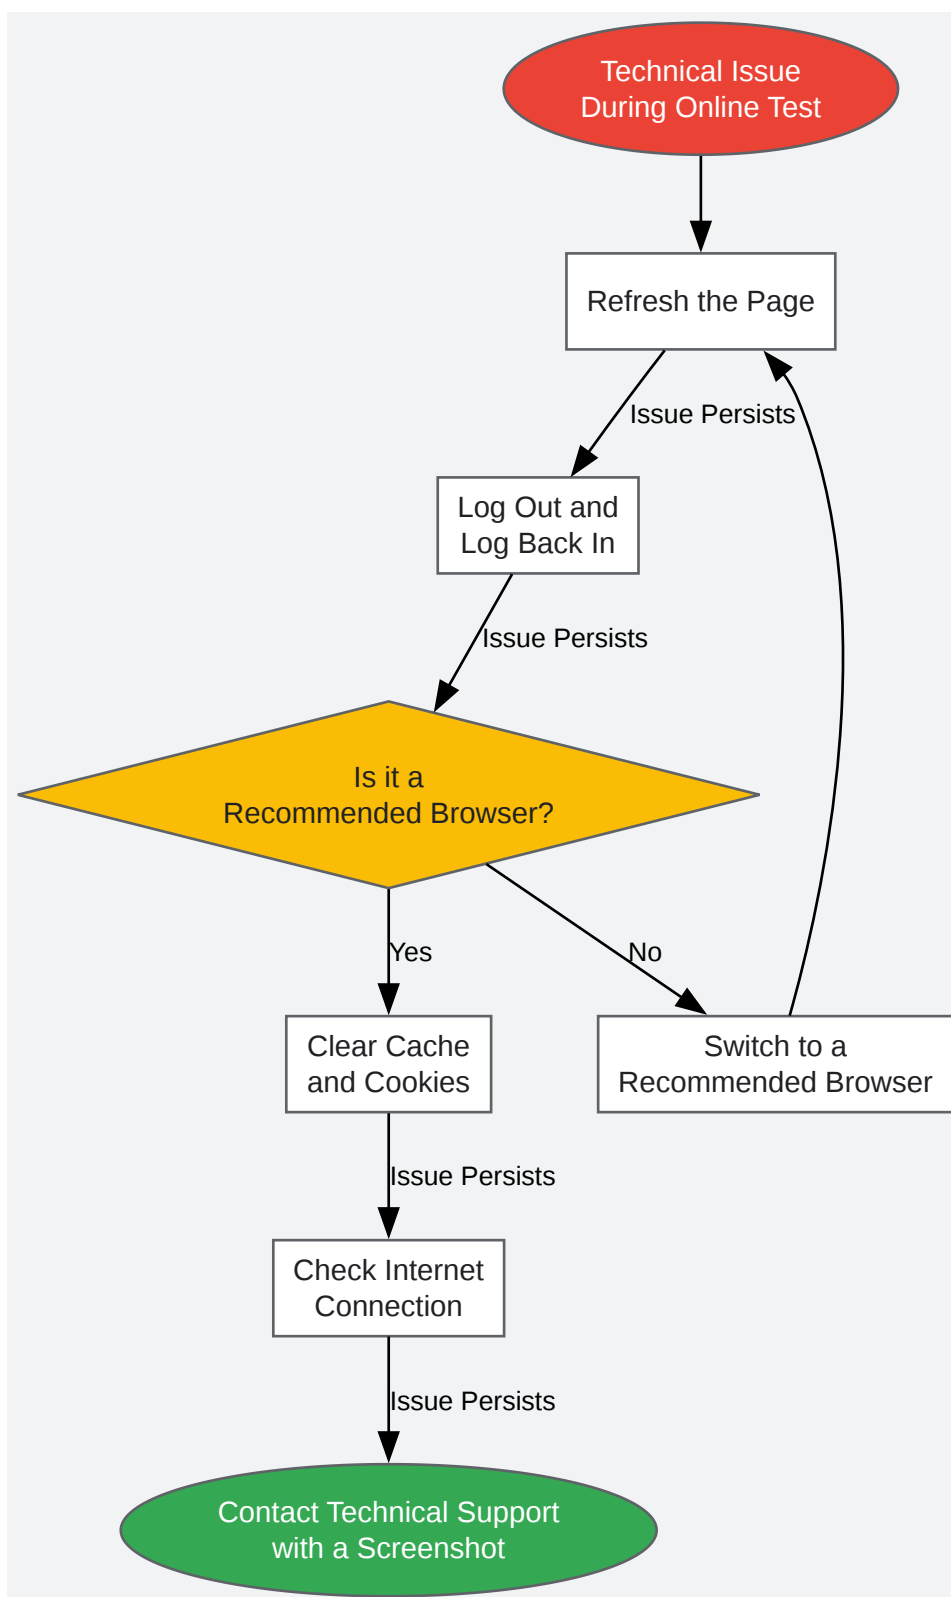 Technical Issue
During Online Test
Refresh the Page
Issue Persists
Log Out and
Log Back In
Issue Persists
Is it a
Recommended Browser?
Yes
No
Clear Cache
and Cookies
Switch to a
Recommended Browser
Issue Persists
Check Internet
Connection
Issue Persists
Contact Technical Support
with a Screenshot